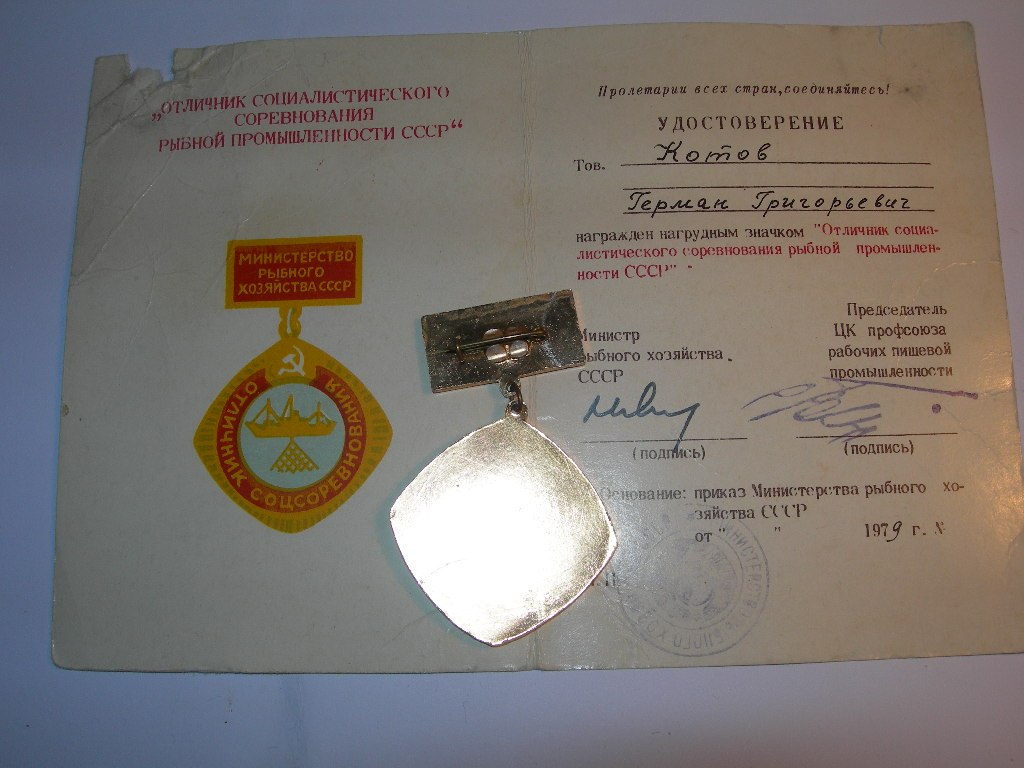 „ОТЛИЧНИК СОЦИАЛИСТИЧЕСКОГО
СОРЕВНОВАНИЯ
РЫБНОЙ ПРОМЫШЛЕННОСТИ СССР“
МИНИСТЕРСТВО
РЫБНОГО
ХОЗЯЙСТВА СССР
ОТЛИЧНИК СОЦСОРЕВНОВАНИЯ
Пролетарии всех стран, соединяйтесь!
УДОСТОВЕРЕНИЕ
Тов. Котов
Герман Григорьевич
награжден нагрудным значком "Отличник социа-
листического соревнования рыбной промышлен-
ности СССР"
Министр
рыбного хозяйства
СССР
(подпись)
Председатель
ЦК профсоюза
рабочих пищевой
промышленности
(подпись)
Основание: приказ Министерства рыбного хо-
зяйства СССР
от " " 1979 г. №